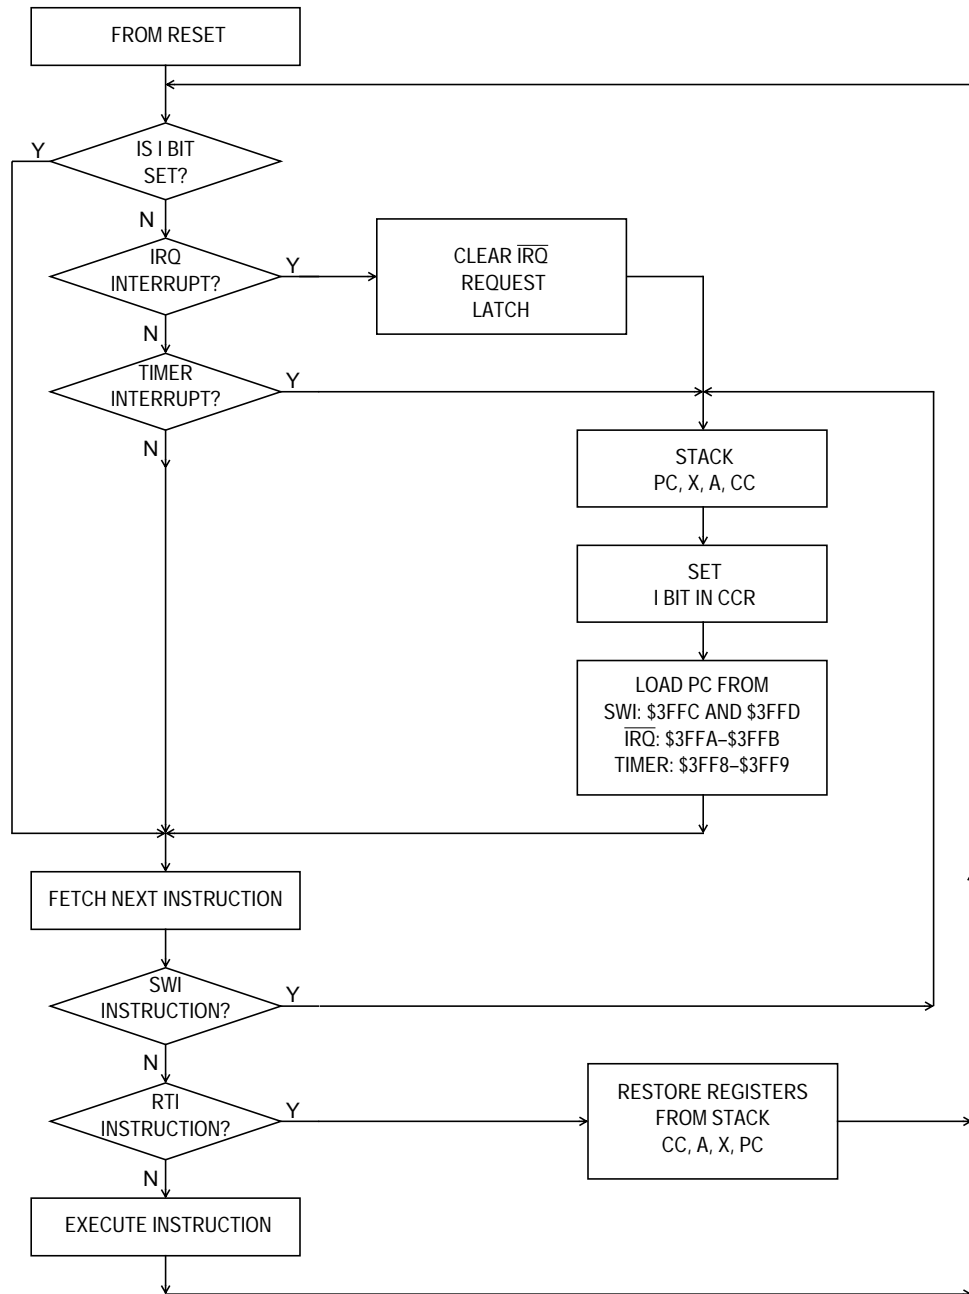 FROM RESET
Y
IS I BIT
SET?
N
IRQ
INTERRUPT?
Y
CLEAR IRQ
REQUEST
LATCH
N
TIMER
INTERRUPT?
Y
N
STACK
PC, X, A, CC
SET
I BIT IN CCR
LOAD PC FROM
SWI: $3FFC AND $3FFD
IRQ: $3FFA–$3FFB
TIMER: $3FF8–$3FF9
FETCH NEXT INSTRUCTION
SWI
INSTRUCTION?
Y
N
RTI
INSTRUCTION?
Y
RESTORE REGISTERS
FROM STACK
CC, A, X, PC
N
EXECUTE INSTRUCTION